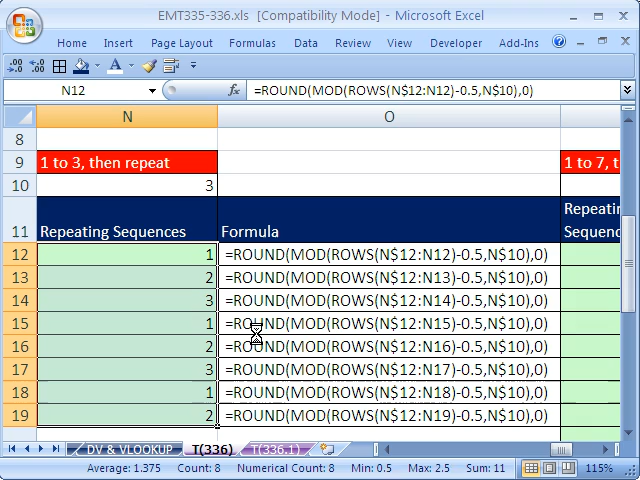 EMT335-336.xls [Compatibility Mode] - Microsoft Excel
Home Insert Page Layout Formulas Data Review View Developer Add-Ins
N12 fx =ROUND(MOD(ROWS(N$12:N12)-0.5,N$10),0)
N O
8
9 1 to 3, then repeat 1 to 7, t
10 3
Repeatin
11 Repeating Sequences Formula Sequenc
12 1 =ROUND(MOD(ROWS(N$12:N12)-0.5,N$10),0)
13 2 =ROUND(MOD(ROWS(N$12:N13)-0.5,N$10),0)
14 3 =ROUND(MOD(ROWS(N$12:N14)-0.5,N$10),0)
15 1 =ROUND(MOD(ROWS(N$12:N15)-0.5,N$10),0)
16 2 =ROUND(MOD(ROWS(N$12:N16)-0.5,N$10),0)
17 3 =ROUND(MOD(ROWS(N$12:N17)-0.5,N$10),0)
18 1 =ROUND(MOD(ROWS(N$12:N18)-0.5,N$10),0)
19 2 =ROUND(MOD(ROWS(N$12:N19)-0.5,N$10),0)
DV & VLOOKUP T(336) T(336,1)
Average: 1.375 Count: 8 Numerical Count: 8 Min: 0.5 Max: 2.5 Sum: 11 115%